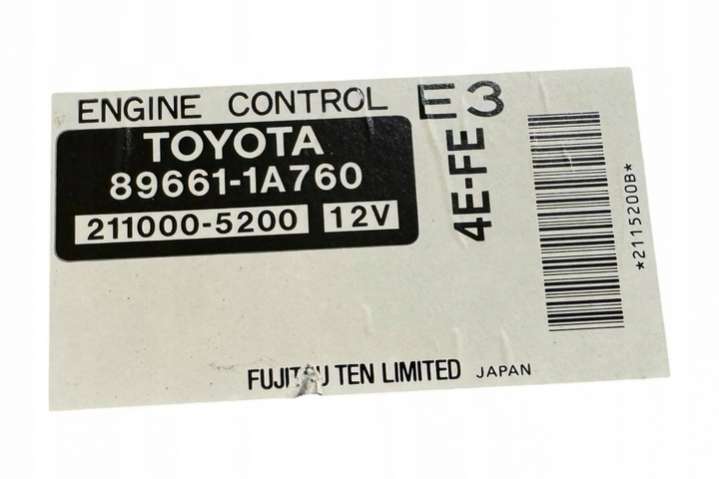 ENGINE CONTROL E3
TOYOTA
89661-1A760
211000-5200 12V
4E-FE
*2115200B*
FUJITSU TEN LIMITED JAPAN